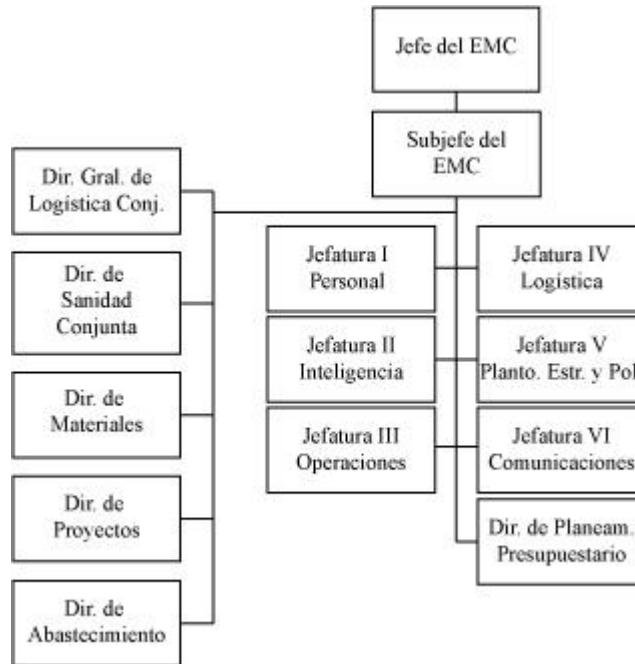 Jefe del EMC
Subjefe del
EMC
Dir. Gral. de
Logística Conj.
Dir. de
Sanidad
Conjunta
Dir. de
Materiales
Dir. de
Proyectos
Dir. de
Abastecimiento
Jefatura I
Personal
Jefatura II
Inteligencia
Jefatura III
Operaciones
Jefatura IV
Logística
Jefatura V
Planto. Estr. y Pol
Jefatura VI
Comunicaciones
Dir. de Planeam.
Presupuestario